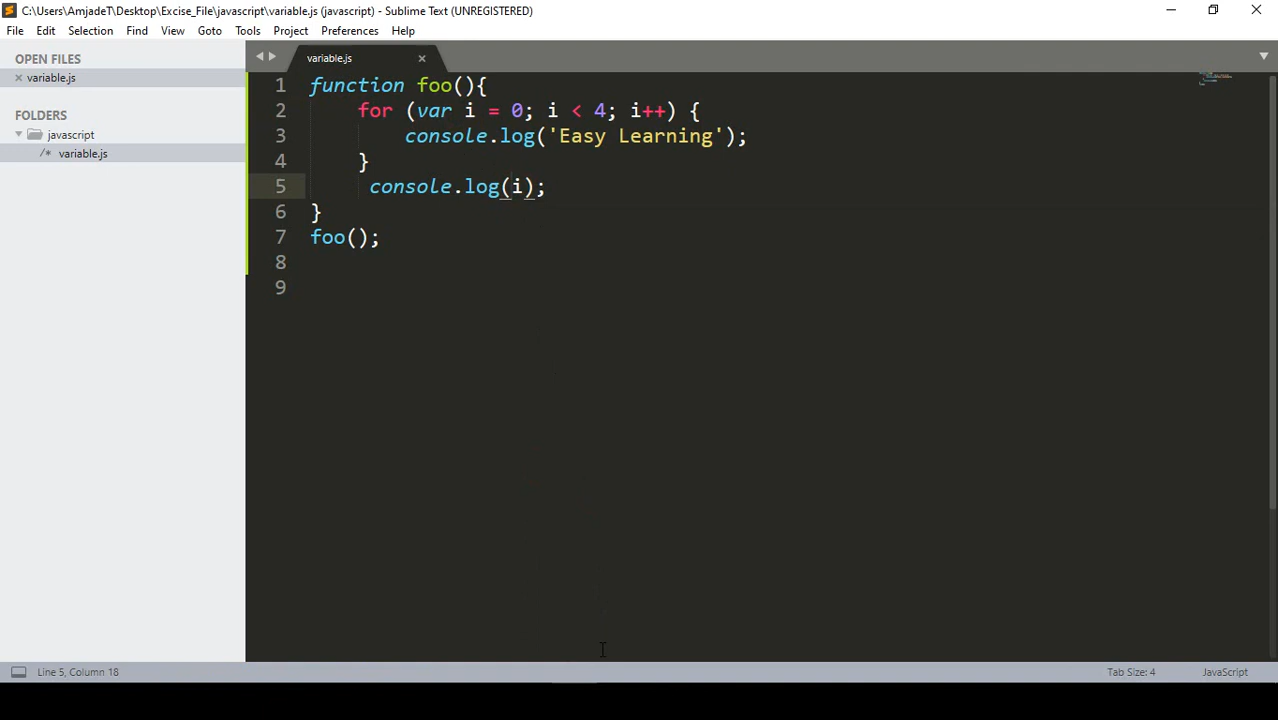 C:\Users\AmjadeT\Desktop\Excise_File\javascript\variable.js (javascript) - Sublime Text (UNREGISTERED)
File Edit Selection Find View Goto Tools Project Preferences Help
OPEN FILES
variable.js
FOLDERS
javascript
/* variable.js
variable.js
1 function foo(){
2     for (var i = 0; i < 4; i++) {
3         console.log('Easy Learning');
4     }
5      console.log(i);
6 }
7 foo();
8
9
Line 5, Column 18
Tab Size: 4
JavaScript